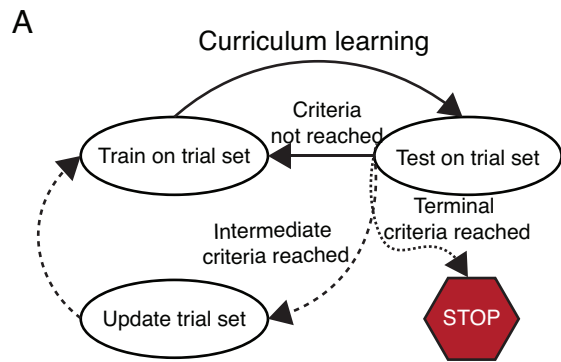 A
Curriculum learning
Criteria
not reached
Train on trial set
Test on trial set
Intermediate
criteria reached
Terminal
criteria reached
Update trial set
STOP